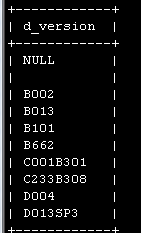 +------------+
| d_version  |
+------------+
| NULL       |
|            |
| B002       |
| B013       |
| B101       |
| B662       |
| C001B301   |
| C233B308   |
| D004       |
| D013SP3    |
+------------+